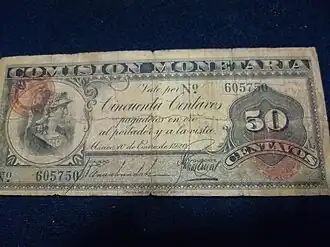 COMISION MONETARIA
Vale por Nº 605750
Cincuenta Centavos
pagaderos en oro
al portador y a la vista.
50
CENTAVOS
México, de Enero de 1920
Nº 605750